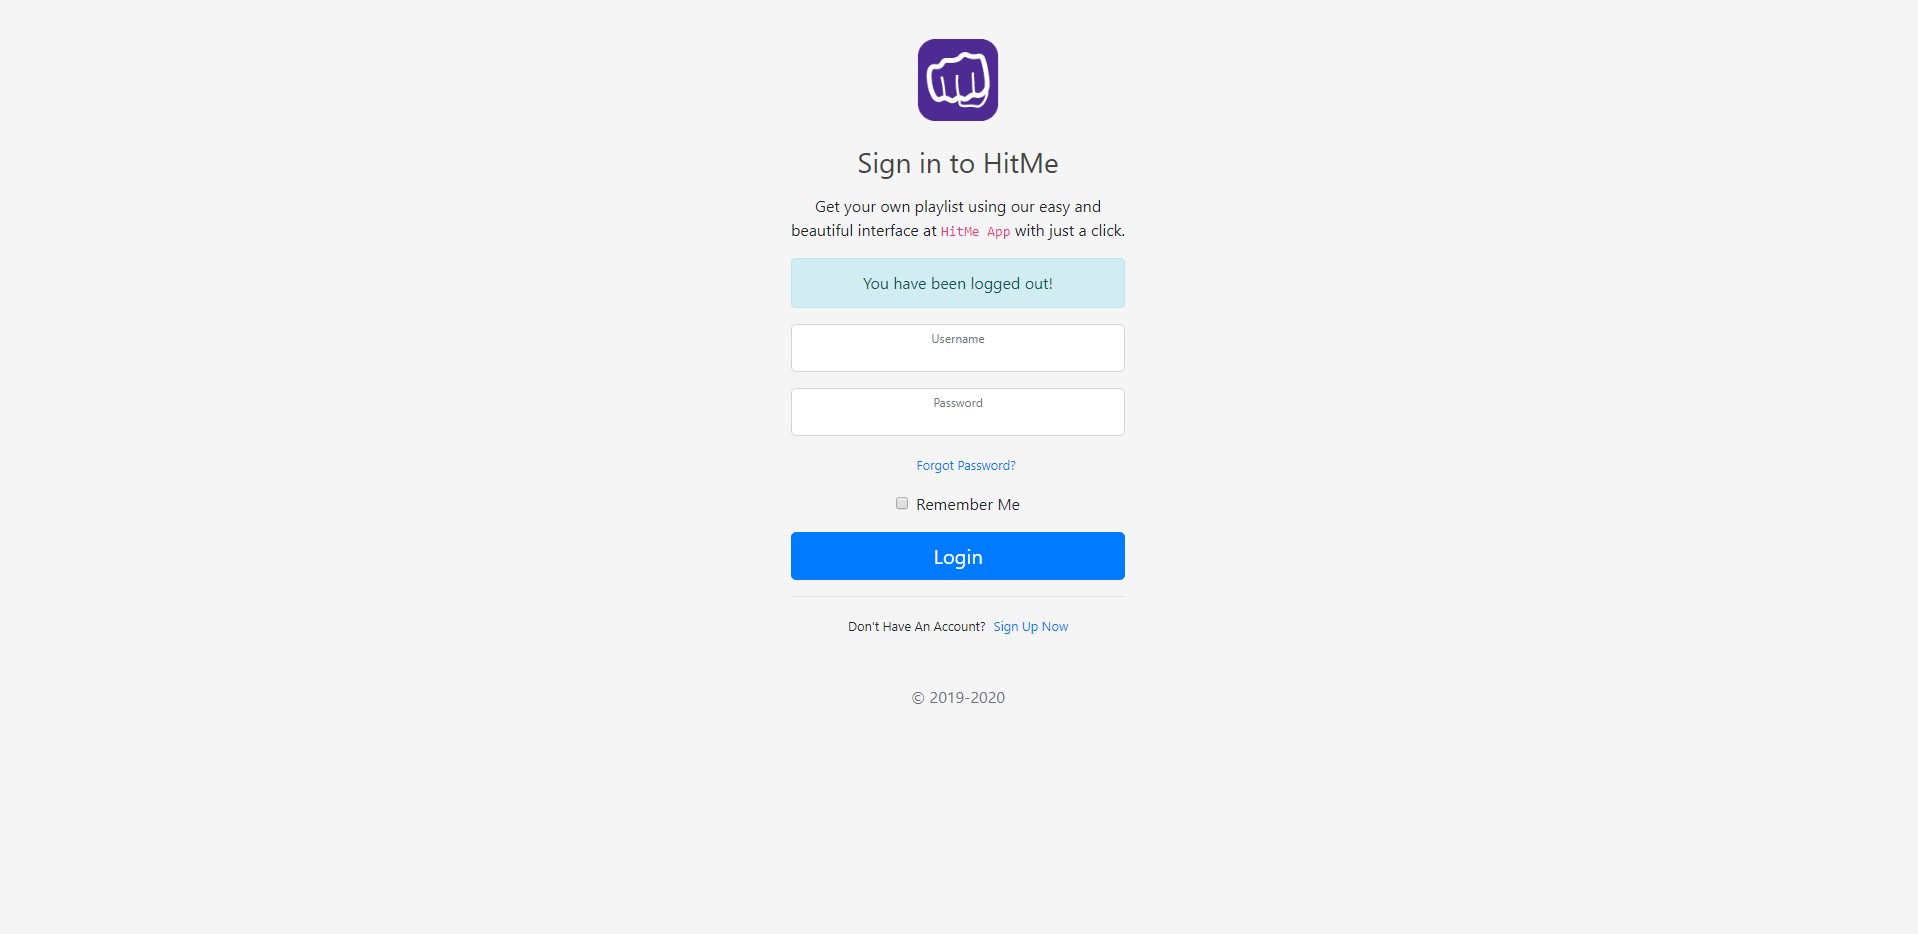 Sign in to HitMe
Get your own playlist using our easy and
beautiful interface at HitMe App with just a click.
You have been logged out!
Username
Password
Forgot Password?
Remember Me
Login
Don't Have An Account? Sign Up Now
© 2019-2020